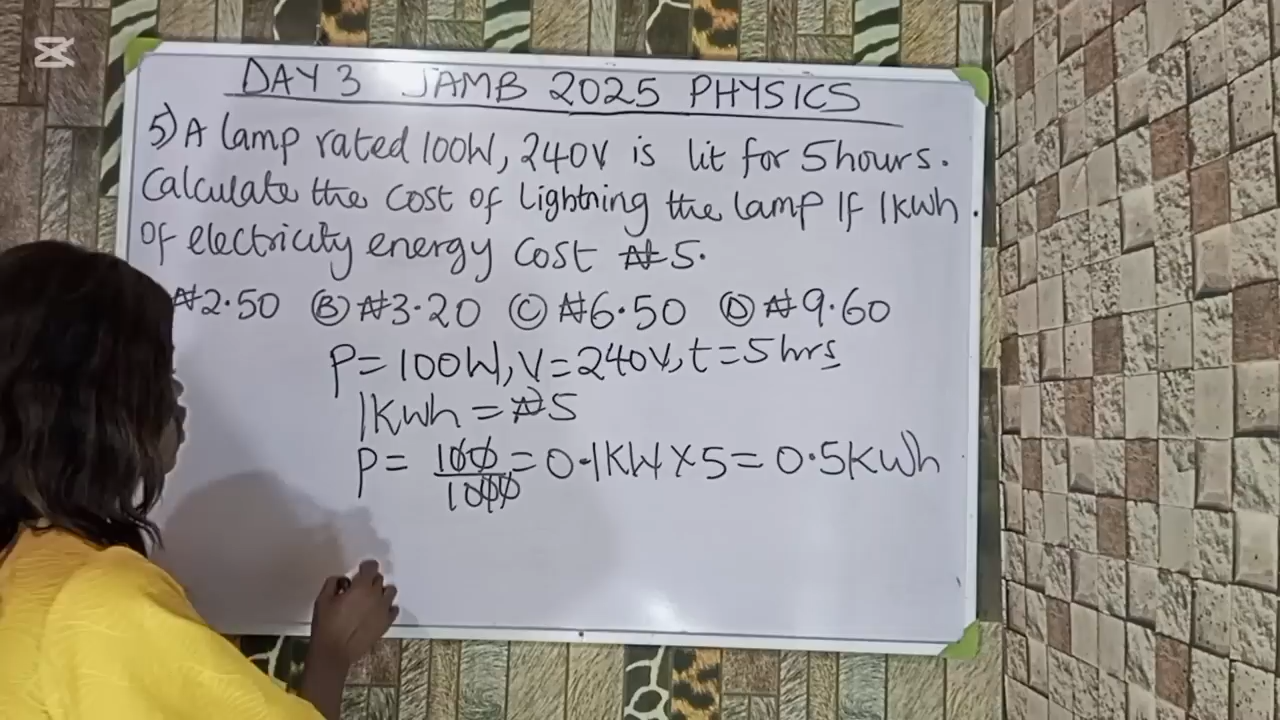 DAY 3 JAMB 2025 PHYSICS
5) A lamp rated 100W, 240V is lit for 5hours.
Calculate the cost of Lightning the lamp If 1kwh
of electricity energy cost ₦5.
₦2.50 Ⓑ ₦3.20 Ⓒ ₦6.50 Ⓓ ₦9.60
P=100W, V=240V, t=5hrs
1Kwh = ₦5
P= 100/1000 = 0.1KW X 5 = 0.5kwh